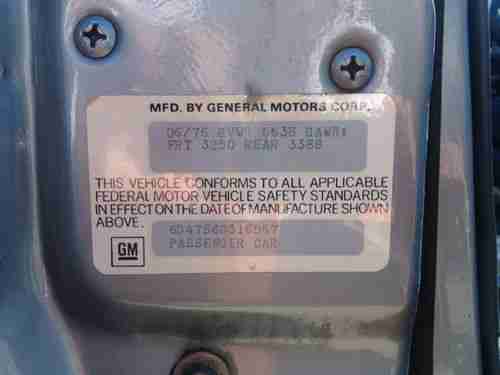 MFD. BY GENERAL MOTORS CORP.
06/76 GVWR 6638 GAWR:
FRT 3250 REAR 3388
THIS VEHICLE CONFORMS TO ALL APPLICABLE
FEDERAL MOTOR VEHICLE SAFETY STANDARDS
IN EFFECT ON THE DATE OF MANUFACTURE SHOWN
ABOVE.
GM
PASSENGER CAR